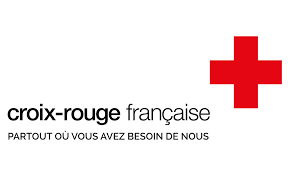 croix-rouge française
PARTOUT OÙ VOUS AVEZ BESOIN DE NOUS